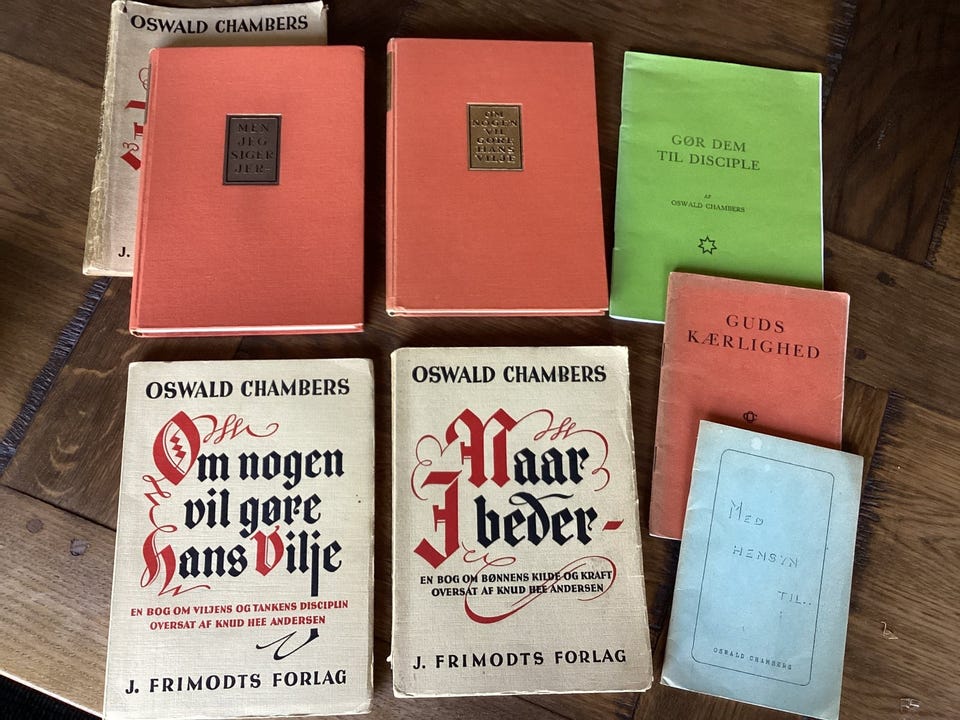 OSWALD CHAMBERS
J.
MEN
JEG
SIGER
JER-
OM
NOGEN
VIL
GØRE
HANS
VILJE
GØR DEM
TIL DISCIPLE
AF
OSWALD CHAMBERS
GUDS
KÆRLIGHED
OC
MED
HENSYN
TIL..
OSWALD CHAMBERS
OSWALD CHAMBERS
Om nogen
vil gøre
Hans Vilje
EN BOG OM VILJENS OG TANKENS DISCIPLIN
OVERSAT AF KNUD HEE ANDERSEN
J. FRIMODTS FORLAG
OSWALD CHAMBERS
Naar
I beder-
EN BOG OM BØNNENS KILDE OG KRAFT
OVERSAT AF KNUD HEE ANDERSEN
J. FRIMODTS FORLAG